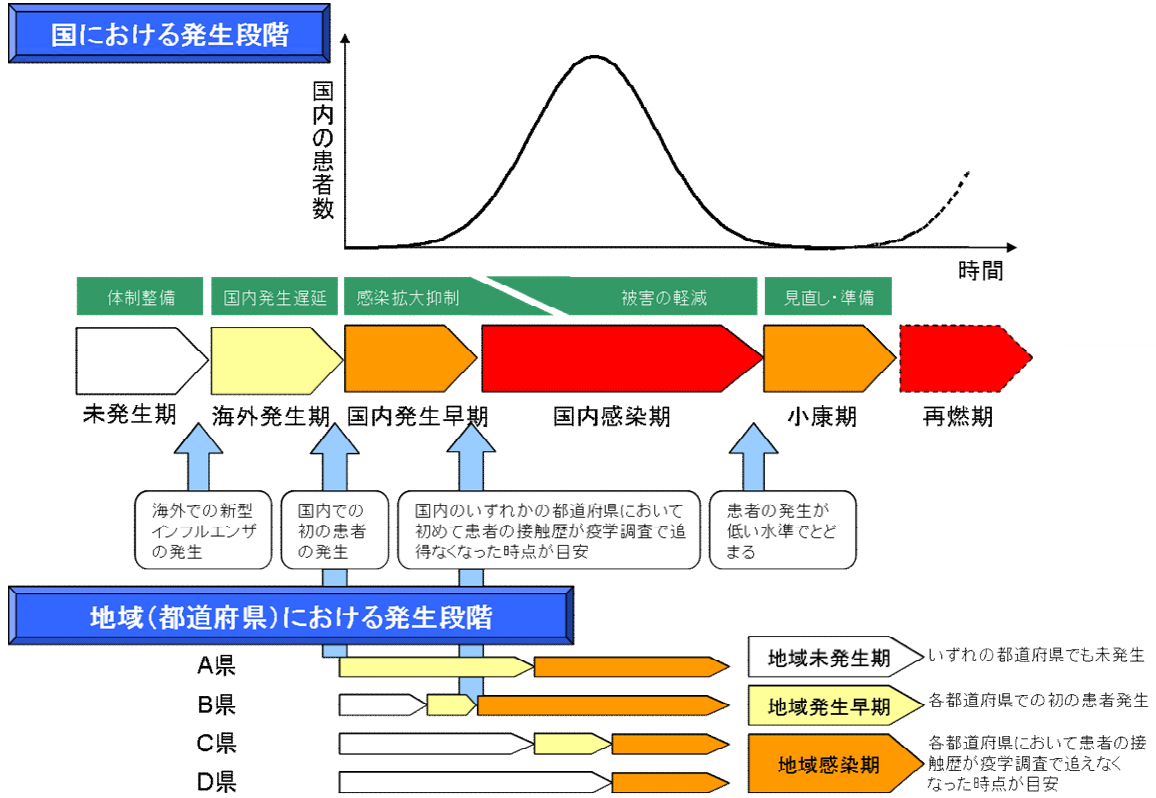 国における発生段階
国内の患者数
時間
体制整備
国内発生遅延
感染拡大抑制
被害の軽減
見直し・準備
未発生期
海外発生期
国内発生早期
国内感染期
小康期
再燃期
海外での新型
インフルエンザ
の発生
国内での
初の患者
の発生
国内のいずれかの都道府県において
初めて患者の接触歴が疫学調査で追
得なくなった時点が目安
患者の発生が
低い水準でとど
まる
地域(都道府県)における発生段階
A県
B県
C県
D県
地域未発生期
いずれの都道府県でも未発生
地域発生早期
各都道府県での初の患者発生
地域感染期
各都道府県において患者の接
触歴が疫学調査で追えなく
なった時点が目安